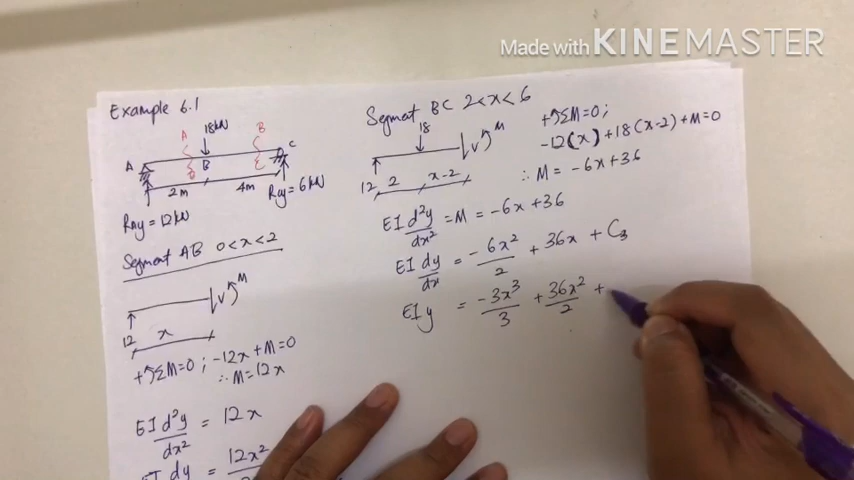 Made with KINEMASTER
Example 6.1
A
18kN
B
A
B
C
2m
4m
RAy = 12kN
RCy = 6kN
Segment AB 0<x<2
M
V
12
x
+↑ΣM=0; -12x + M = 0
∴ M = 12x
EI d²y/dx² = 12x
EI dy = 12x²
Segment BC 2<x<6
18
V
M
12
2
x-2
+↑ΣM=0;
-12(x) + 18(x-2) + M = 0
∴ M = -6x + 36
EI d²y/dx² = M = -6x + 36
EI dy/dx = -6x²/2 + 36x + C3
EIy = -3x³/3 + 36x²/2 +